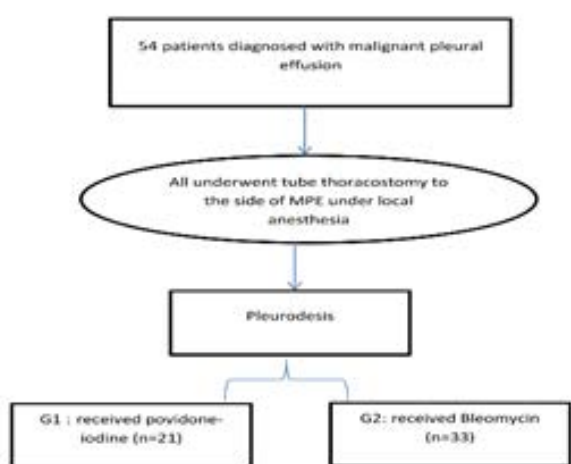 54 patients diagnosed with malignant pleural
effusion
All underwent tube thoracostomy to
the side of MPE under local
anesthesia
Pleurodesis
G1 : received povidone-
iodine (n=21)
G2: received Bleomycin
(n=33)